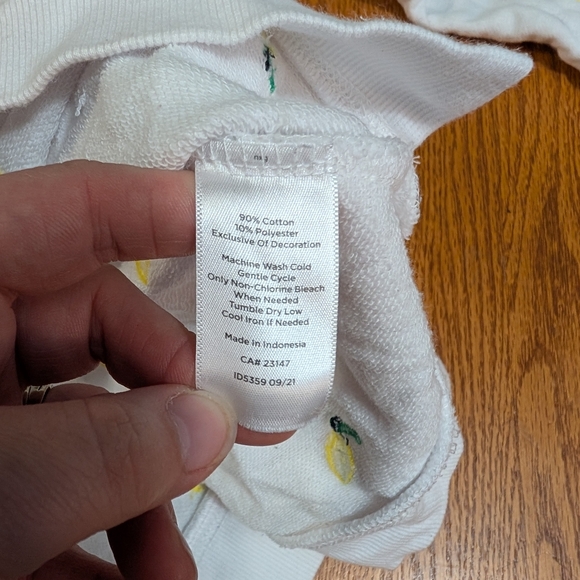 90% Cotton
10% Polyester
Exclusive Of Decoration
Machine Wash Cold
Gentle Cycle
Only Non-Chlorine Bleach
When Needed
Tumble Dry Low
Cool Iron If Needed
Made In Indonesia
CA# 23147
ID5359 09/21